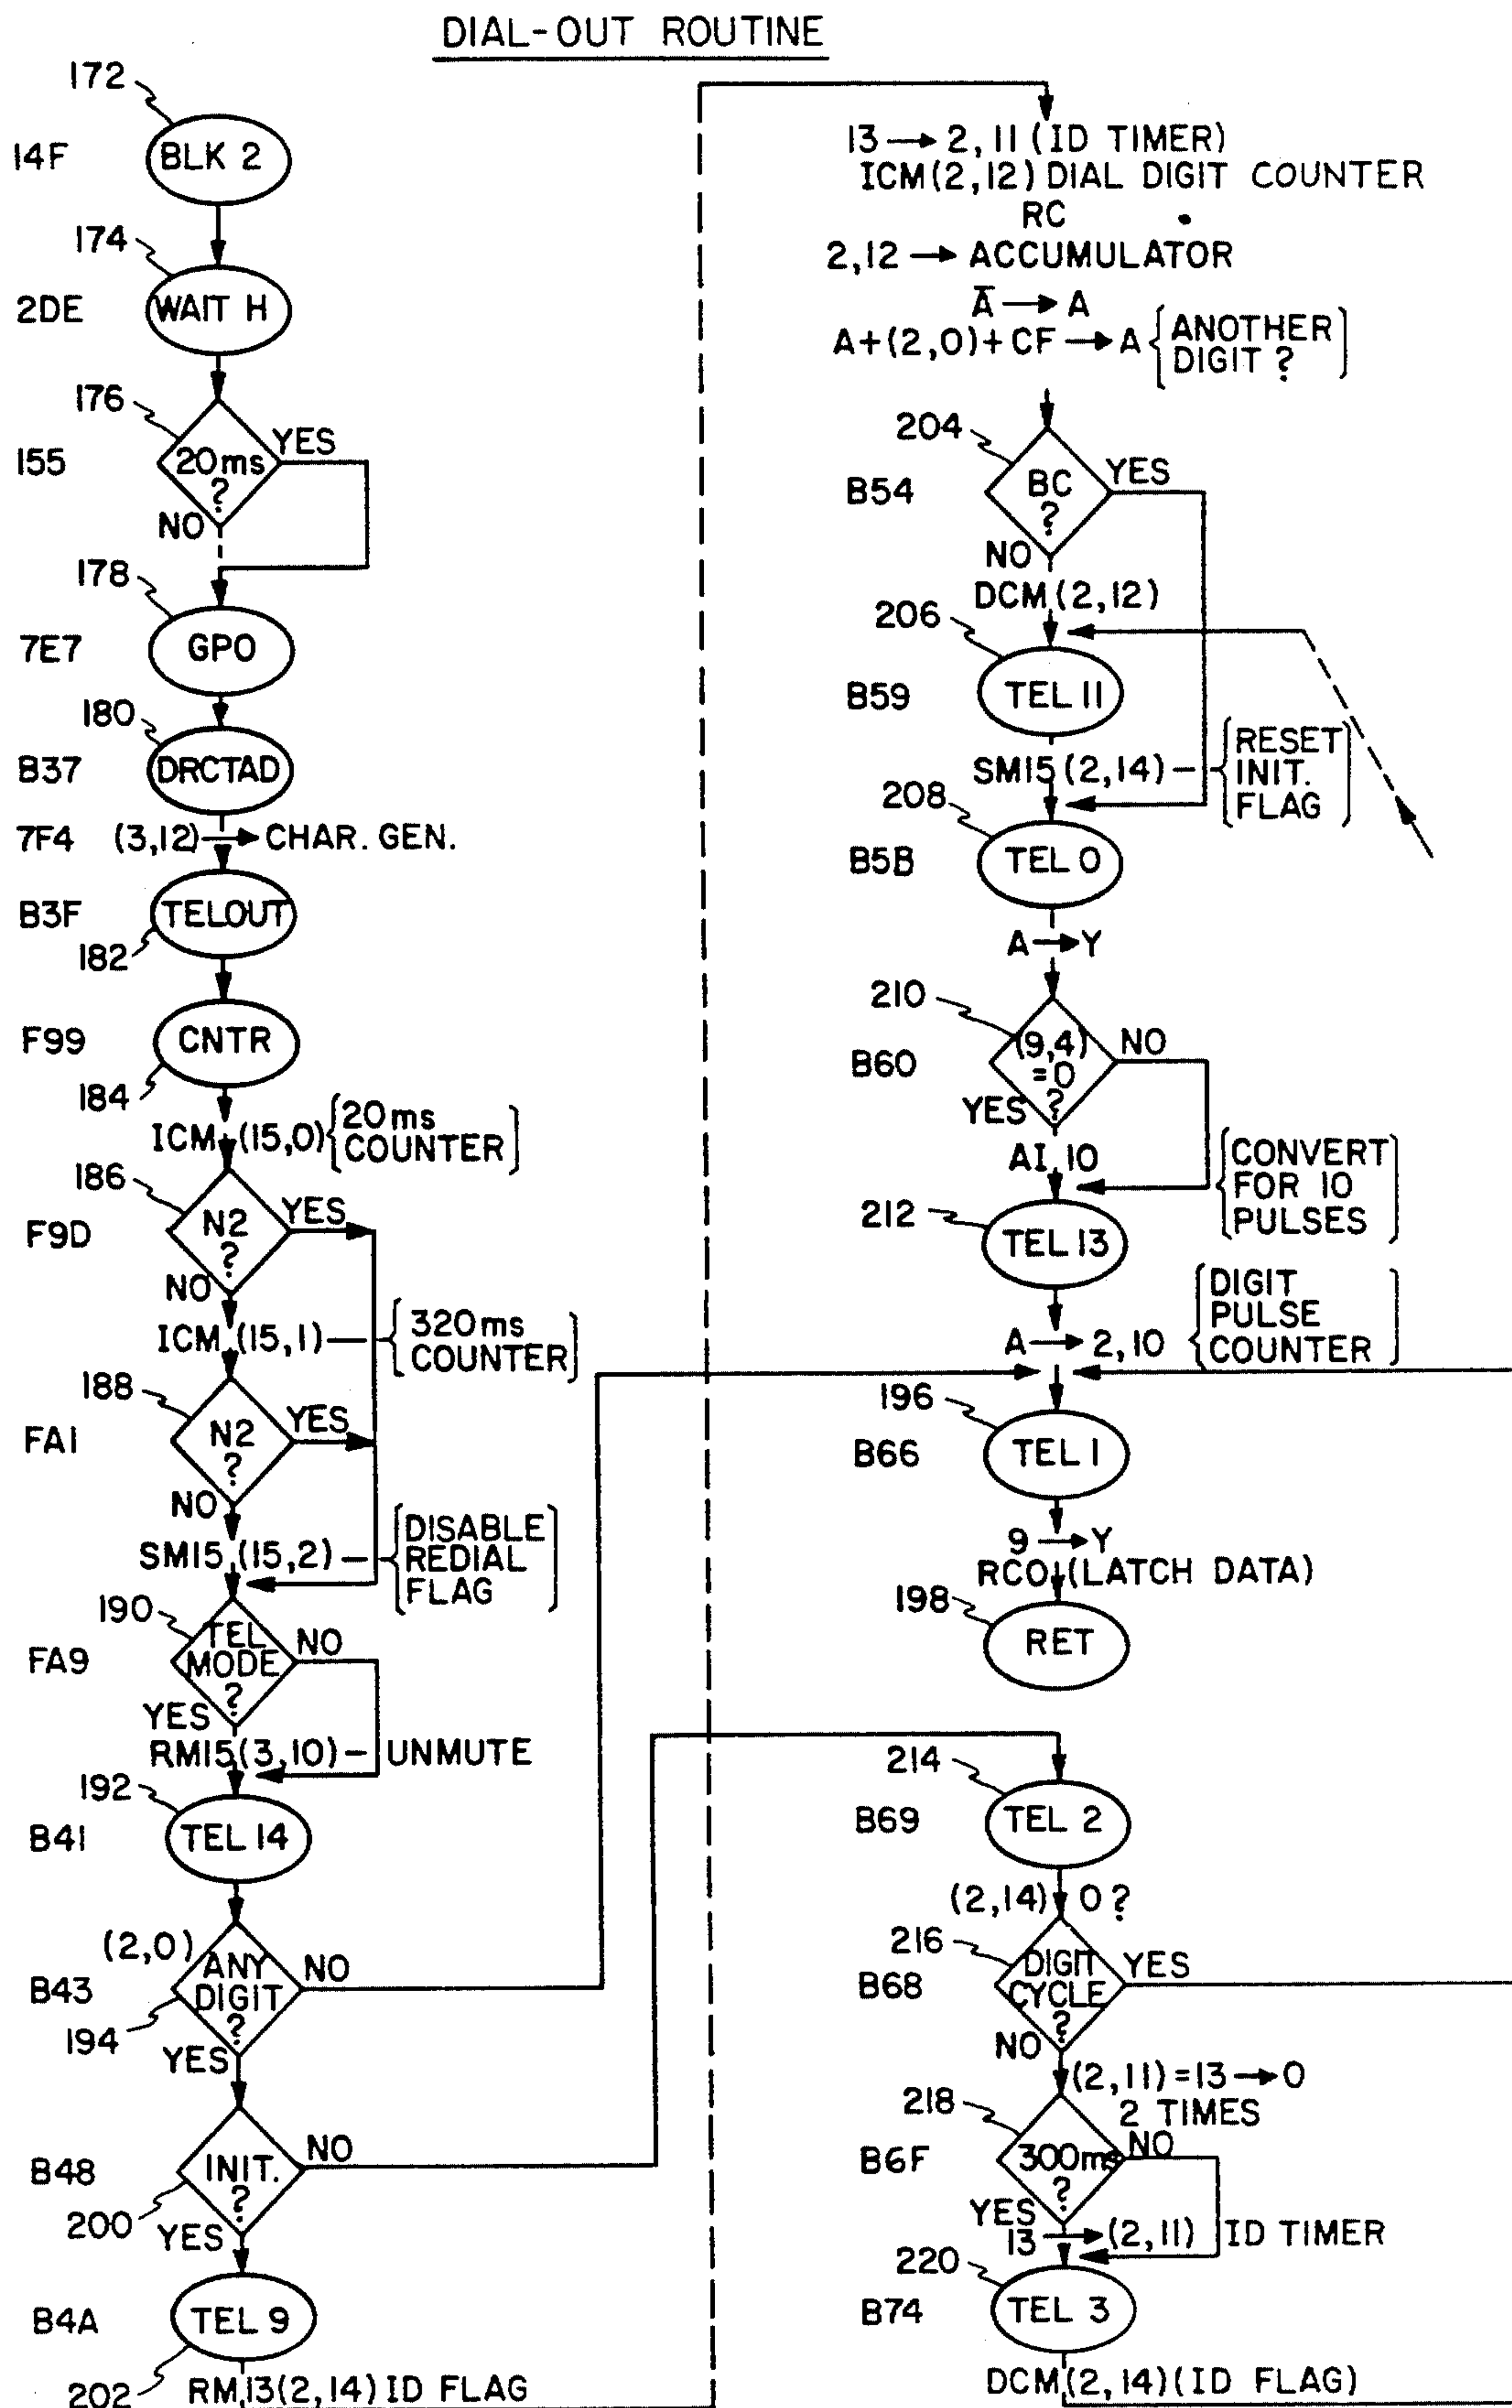 DIAL-OUT ROUTINE
172
14F
BLK 2
174
2DE
WAIT H
176
155
20ms
?
YES
NO
178
7E7
GPO
180
B37
DRCTAD
7F4 (3,12)→CHAR. GEN.
B3F
TELOUT
182
F99
CNTR
184
ICM (15,0) {20ms
COUNTER}
186
F9D
N2
?
YES
NO
ICM (15,1)— {320ms
COUNTER}
188
FA1
N2
?
YES
NO
SM15 (15,2)— {DISABLE
REDIAL
FLAG}
190
FA9
TEL
MODE
?
NO
YES
RM15(3,10)— UNMUTE
192
B41
TEL 14
(2,0)
B43
ANY
DIGIT
?
NO
194
YES
B48
INIT.
?
NO
200
YES
B4A
TEL 9
202
RM13(2,14) ID FLAG
13→2,11 (ID TIMER)
ICM(2,12) DIAL DIGIT COUNTER
RC
2,12→ACCUMULATOR
Ā→A
A+(2,0)+CF→A {ANOTHER
DIGIT ?}
204
B54
BC
?
YES
NO
DCM (2,12)
206
B59
TEL 11
SM15 (2,14)— {RESET
INIT.
FLAG}
208
B5B
TEL 0
A→Y
210
B60
(9,4)
=0
?
NO
YES
AI 10
{CONVERT
FOR 10
PULSES}
212
TEL 13
A→2,10 {DIGIT
PULSE
COUNTER}
196
B66
TEL 1
9→Y
RCO (LATCH DATA)
198
RET
214
B69
TEL 2
(2,14) 0?
216
B68
DIGIT
CYCLE
?
YES
NO
(2,11)=13→0
2 TIMES
218
B6F
300ms
?
NO
YES
13→(2,11) ID TIMER
220
B74
TEL 3
DCM (2,14) (ID FLAG)